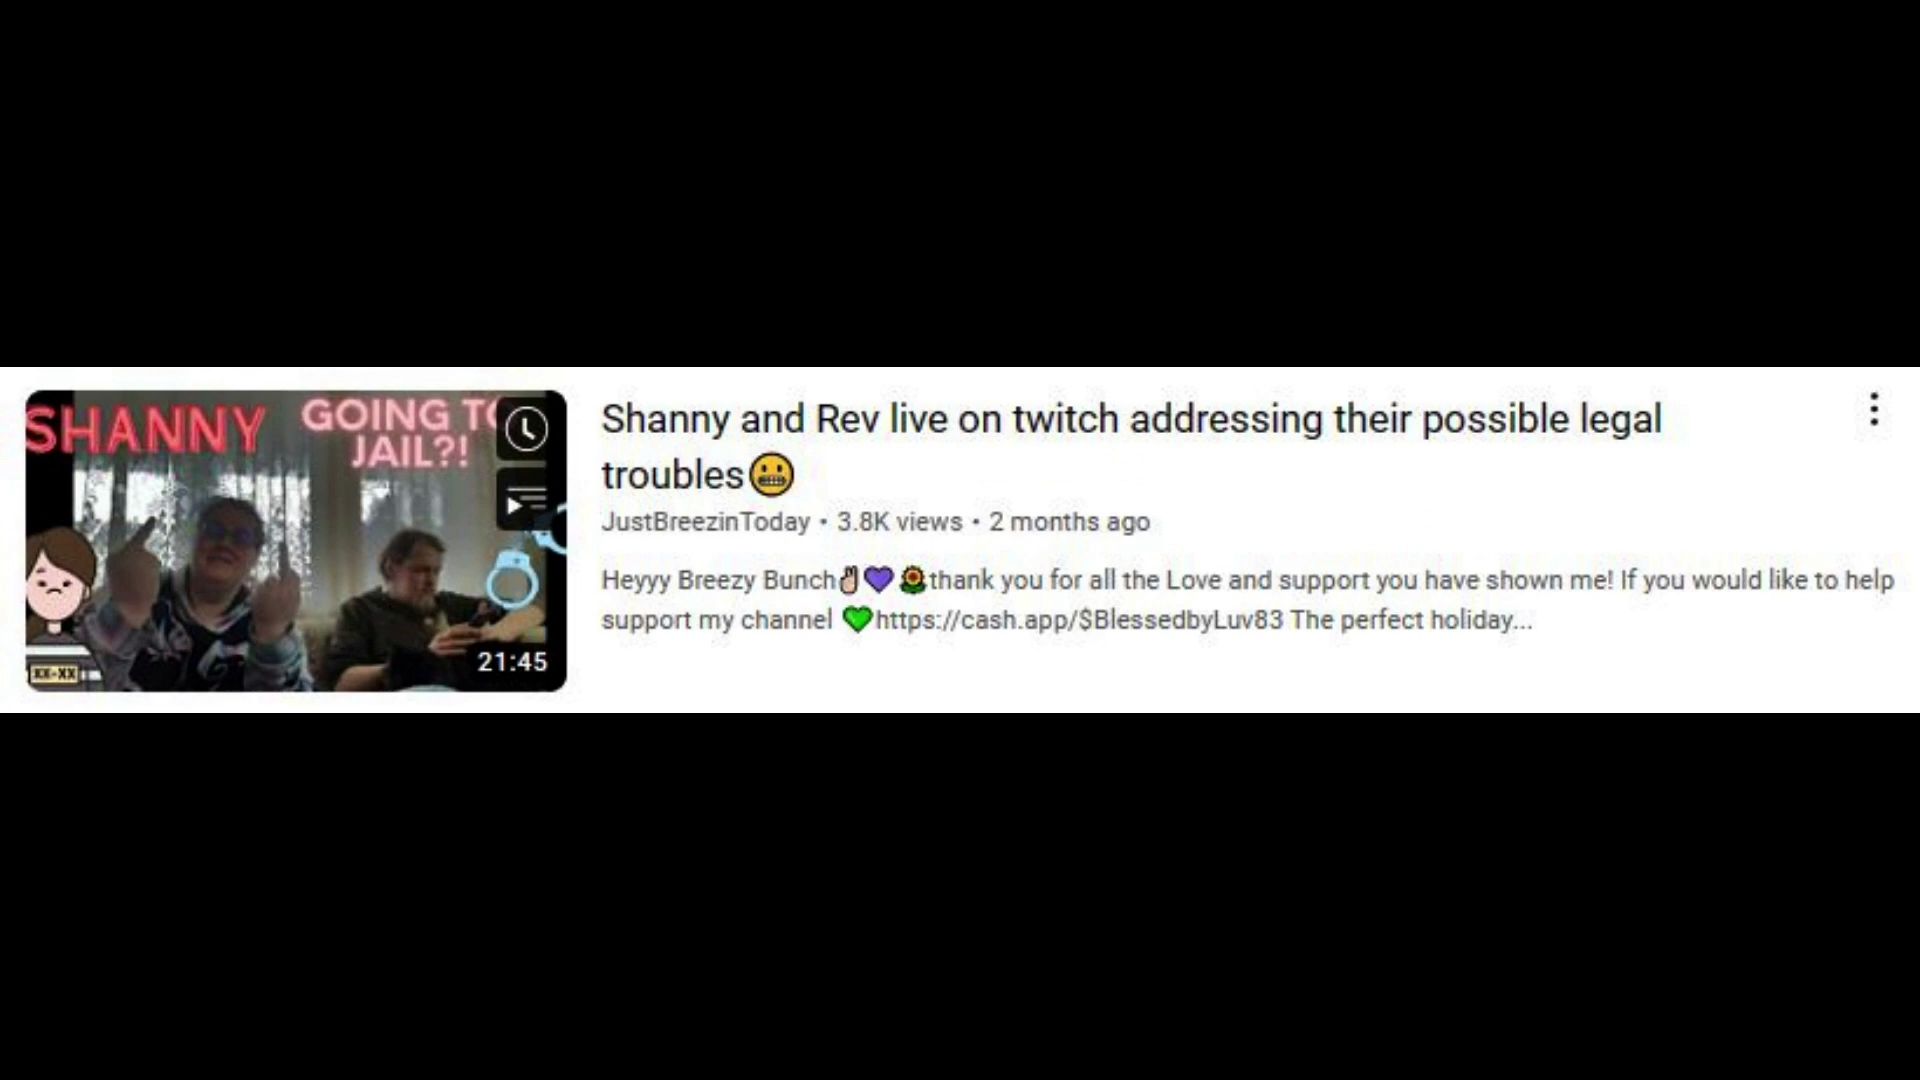 SHANNY
GOING TO
JAIL?!
XX-XX
21:45
Shanny and Rev live on twitch addressing their possible legal
troubles😬
JustBreezinToday • 3.8K views • 2 months ago
Heyyy Breezy Bunch✌🏻💜🌻thank you for all the Love and support you have shown me! If you would like to help
support my channel 💚https://cash.app/$BlessedbyLuv83 The perfect holiday...